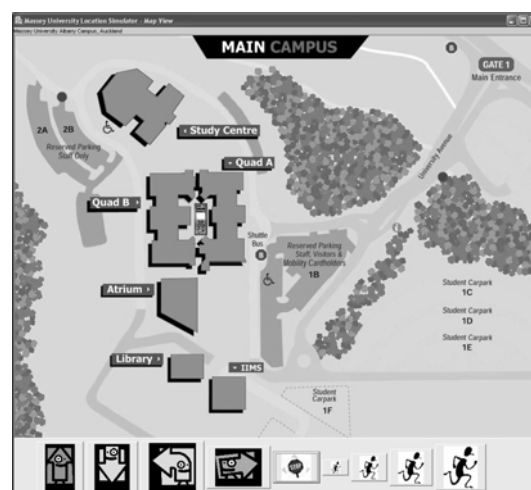 Massey University Location Simulator - Map View
Massey University Albany Campus, Auckland
MAIN CAMPUS
B
GATE 1
Main Entrance
2A
2B
Reserved Parking
Staff Only
Study Centre
Quad A
University Avenue
Quad B
Shuttle
Bus
B
Reserved Parking
Staff, Visitors &
Mobility Cardholders
1B
Atrium
Student Carpark
1C
Student Carpark
1D
Student Carpark
1E
Library
IIMS
Student
Carpark
1F
STOP